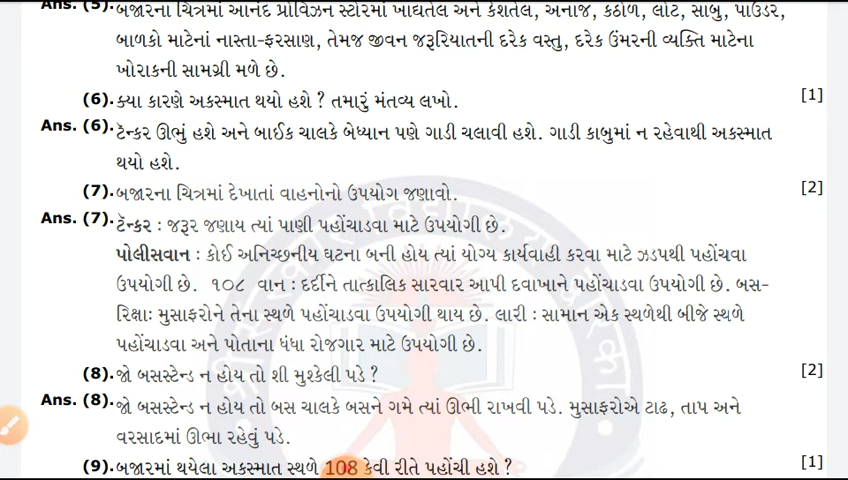 Ans. (5). બજારના ચિત્રમાં આનંદ પ્રોવિઝન સ્ટોરમાં ખાદ્યતેલ અને કેશતેલ, અનાજ, કઠોળ, લોટ, સાબુ, પાઉડર,
બાળકો માટેનાં નાસ્તા-ફરસાણ, તેમજ જીવન જરૂરિયાતની દરેક વસ્તુ, દરેક ઉંમરની વ્યક્તિ માટેના
ખોરાકની સામગ્રી મળે છે.
(6). ક્યા કારણે અકસ્માત થયો હશે ? તમારું મંતવ્ય લખો. [1]
Ans. (6). ટૅન્કર ઊભું હશે અને બાઈક ચાલકે બેધ્યાન પણે ગાડી ચલાવી હશે. ગાડી કાબુમાં ન રહેવાથી અકસ્માત
થયો હશે.
(7). બજારના ચિત્રમાં દેખાતાં વાહનોનો ઉપયોગ જણાવો. [2]
Ans. (7). ટૅન્કર : જરૂર જણાય ત્યાં પાણી પહોંચાડવા માટે ઉપયોગી છે.
પોલીસવાન : કોઈ અનિચ્છનીય ઘટના બની હોય ત્યાં યોગ્ય કાર્યવાહી કરવા માટે ઝડપથી પહોંચવા
ઉપયોગી છે. ૧૦૮ વાન : દર્દીને તાત્કાલિક સારવાર આપી દવાખાને પહોંચાડવા ઉપયોગી છે. બસ-
રિક્ષાઃ મુસાફરોને તેના સ્થળે પહોંચાડવા ઉપયોગી થાય છે. લારી : સામાન એક સ્થળેથી બીજે સ્થળે
પહોંચાડવા અને પોતાના ધંધા રોજગાર માટે ઉપયોગી છે.
(8). જો બસસ્ટેન્ડ ન હોય તો શી મુશ્કેલી પડે ? [2]
Ans. (8). જો બસસ્ટેન્ડ ન હોય તો બસ ચાલકે બસને ગમે ત્યાં ઊભી રાખવી પડે. મુસાફરોએ ટાઢ, તાપ અને
વરસાદમાં ઊભા રહેવું પડે.
(9). બજારમાં થયેલા અકસ્માત સ્થળે 108 કેવી રીતે પહોંચી હશે ? [1]